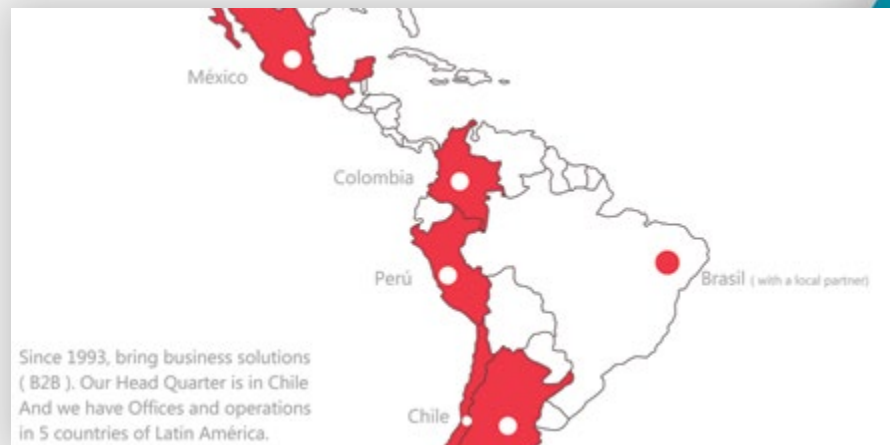 México
Colombia
Perú
Brasil ( with a local partner)
Since 1993, bring business solutions
( B2B ). Our Head Quarter is in Chile
And we have Offices and operations
in 5 countries of Latin América.
Chile